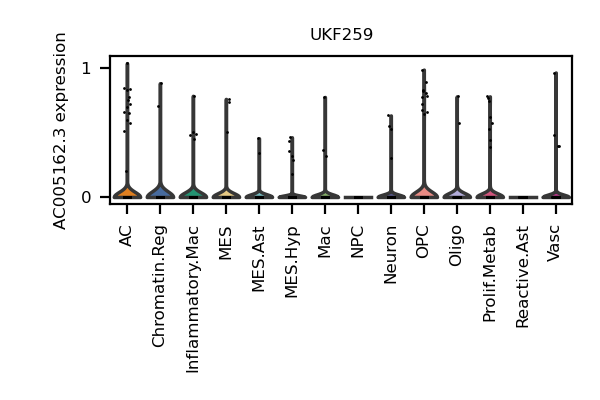 UKF259
AC005162.3 expression
1
0
AC
Chromatin.Reg
Inflammatory.Mac
MES
MES.Ast
MES.Hyp
Mac
NPC
Neuron
OPC
Oligo
Prolif.Metab
Reactive.Ast
Vasc